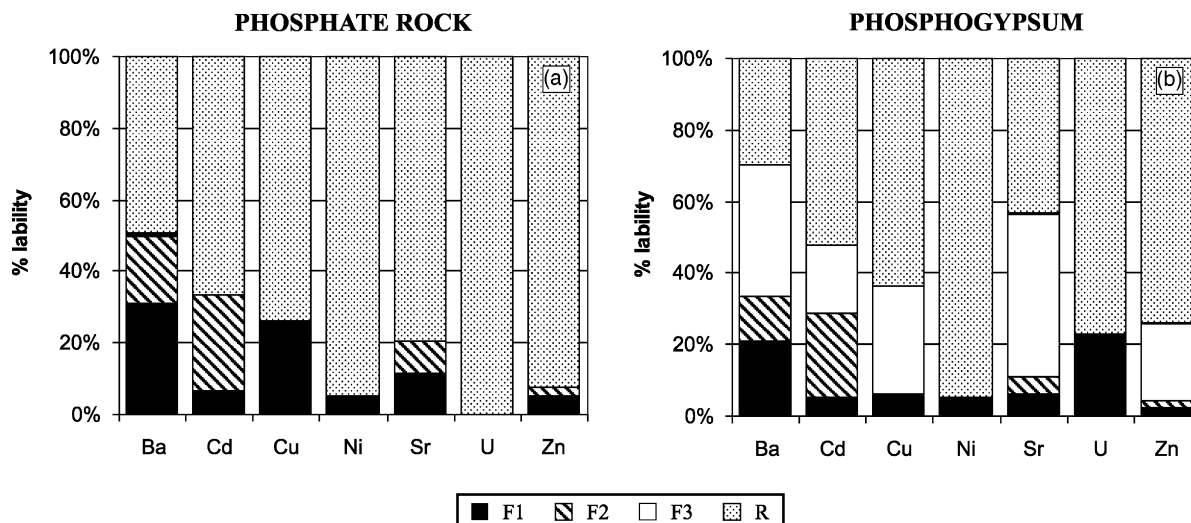 PHOSPHATE ROCK
100%
80%
60%
40%
20%
0%
% lability
(a)
Ba Cd Cu Ni Sr U Zn
PHOSPHOGYPSUM
100%
80%
60%
40%
20%
0%
% lability
(b)
Ba Cd Cu Ni Sr U Zn
F1 F2 F3 R